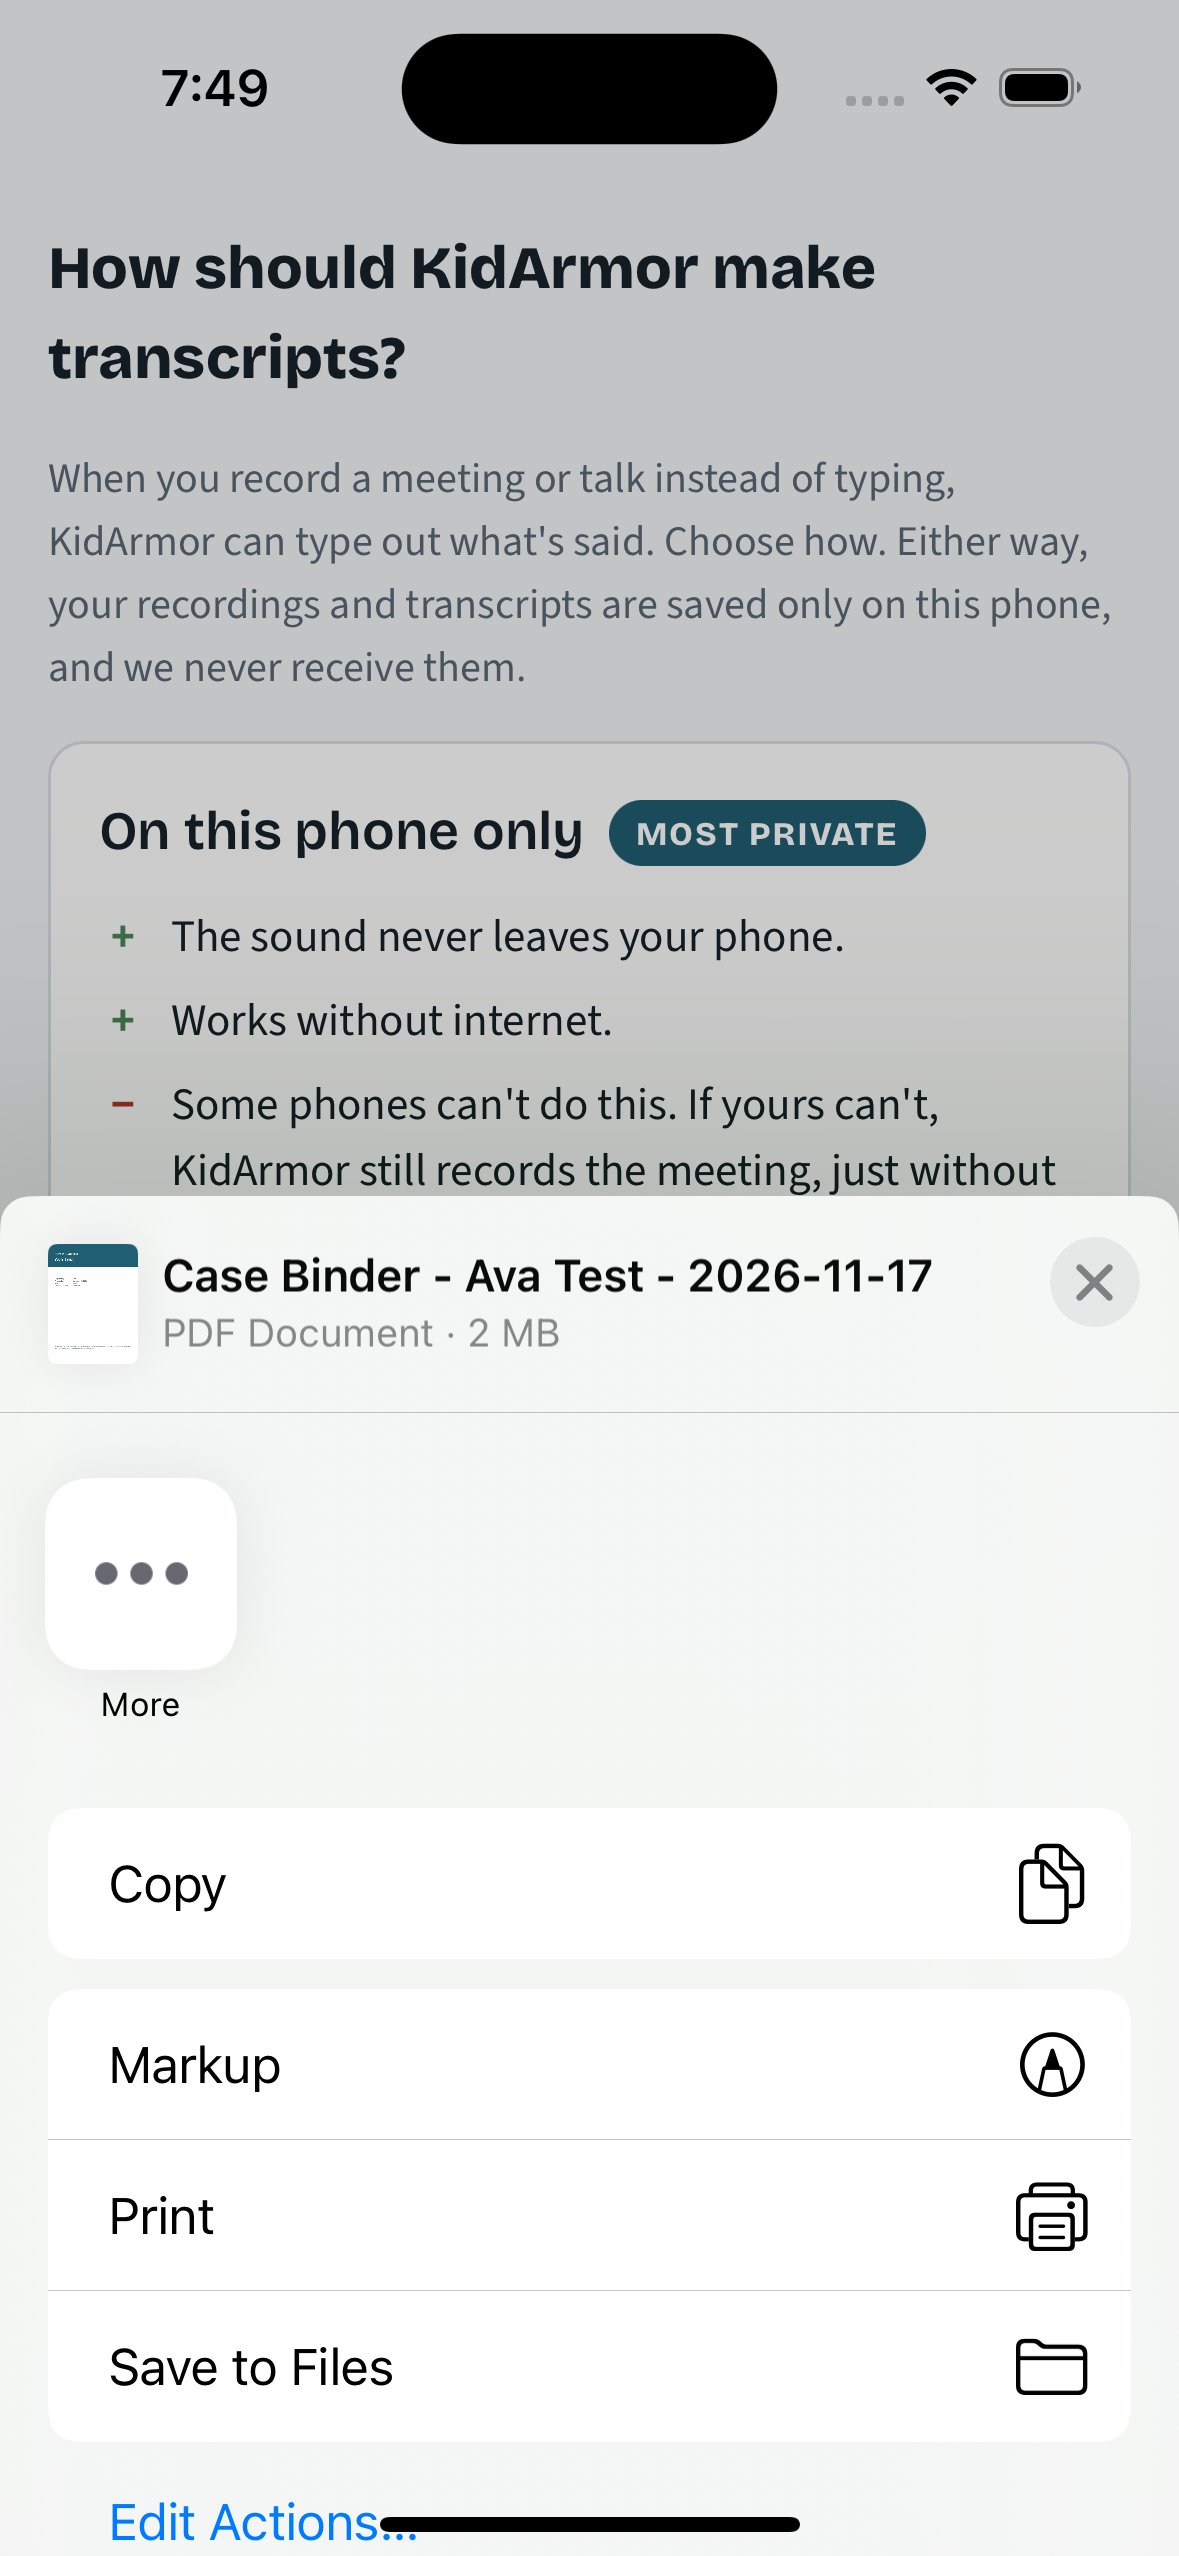 7:49
How should KidArmor make
transcripts?
When you record a meeting or talk instead of typing,
KidArmor can type out what's said. Choose how. Either way,
your recordings and transcripts are saved only on this phone,
and we never receive them.
On this phone only MOST PRIVATE
+ The sound never leaves your phone.
+ Works without internet.
− Some phones can't do this. If yours can't,
KidArmor still records the meeting, just without
Case Binder - Ava Test - 2026-11-17
PDF Document · 2 MB
More
Copy
Markup
Print
Save to Files
Edit Actions...